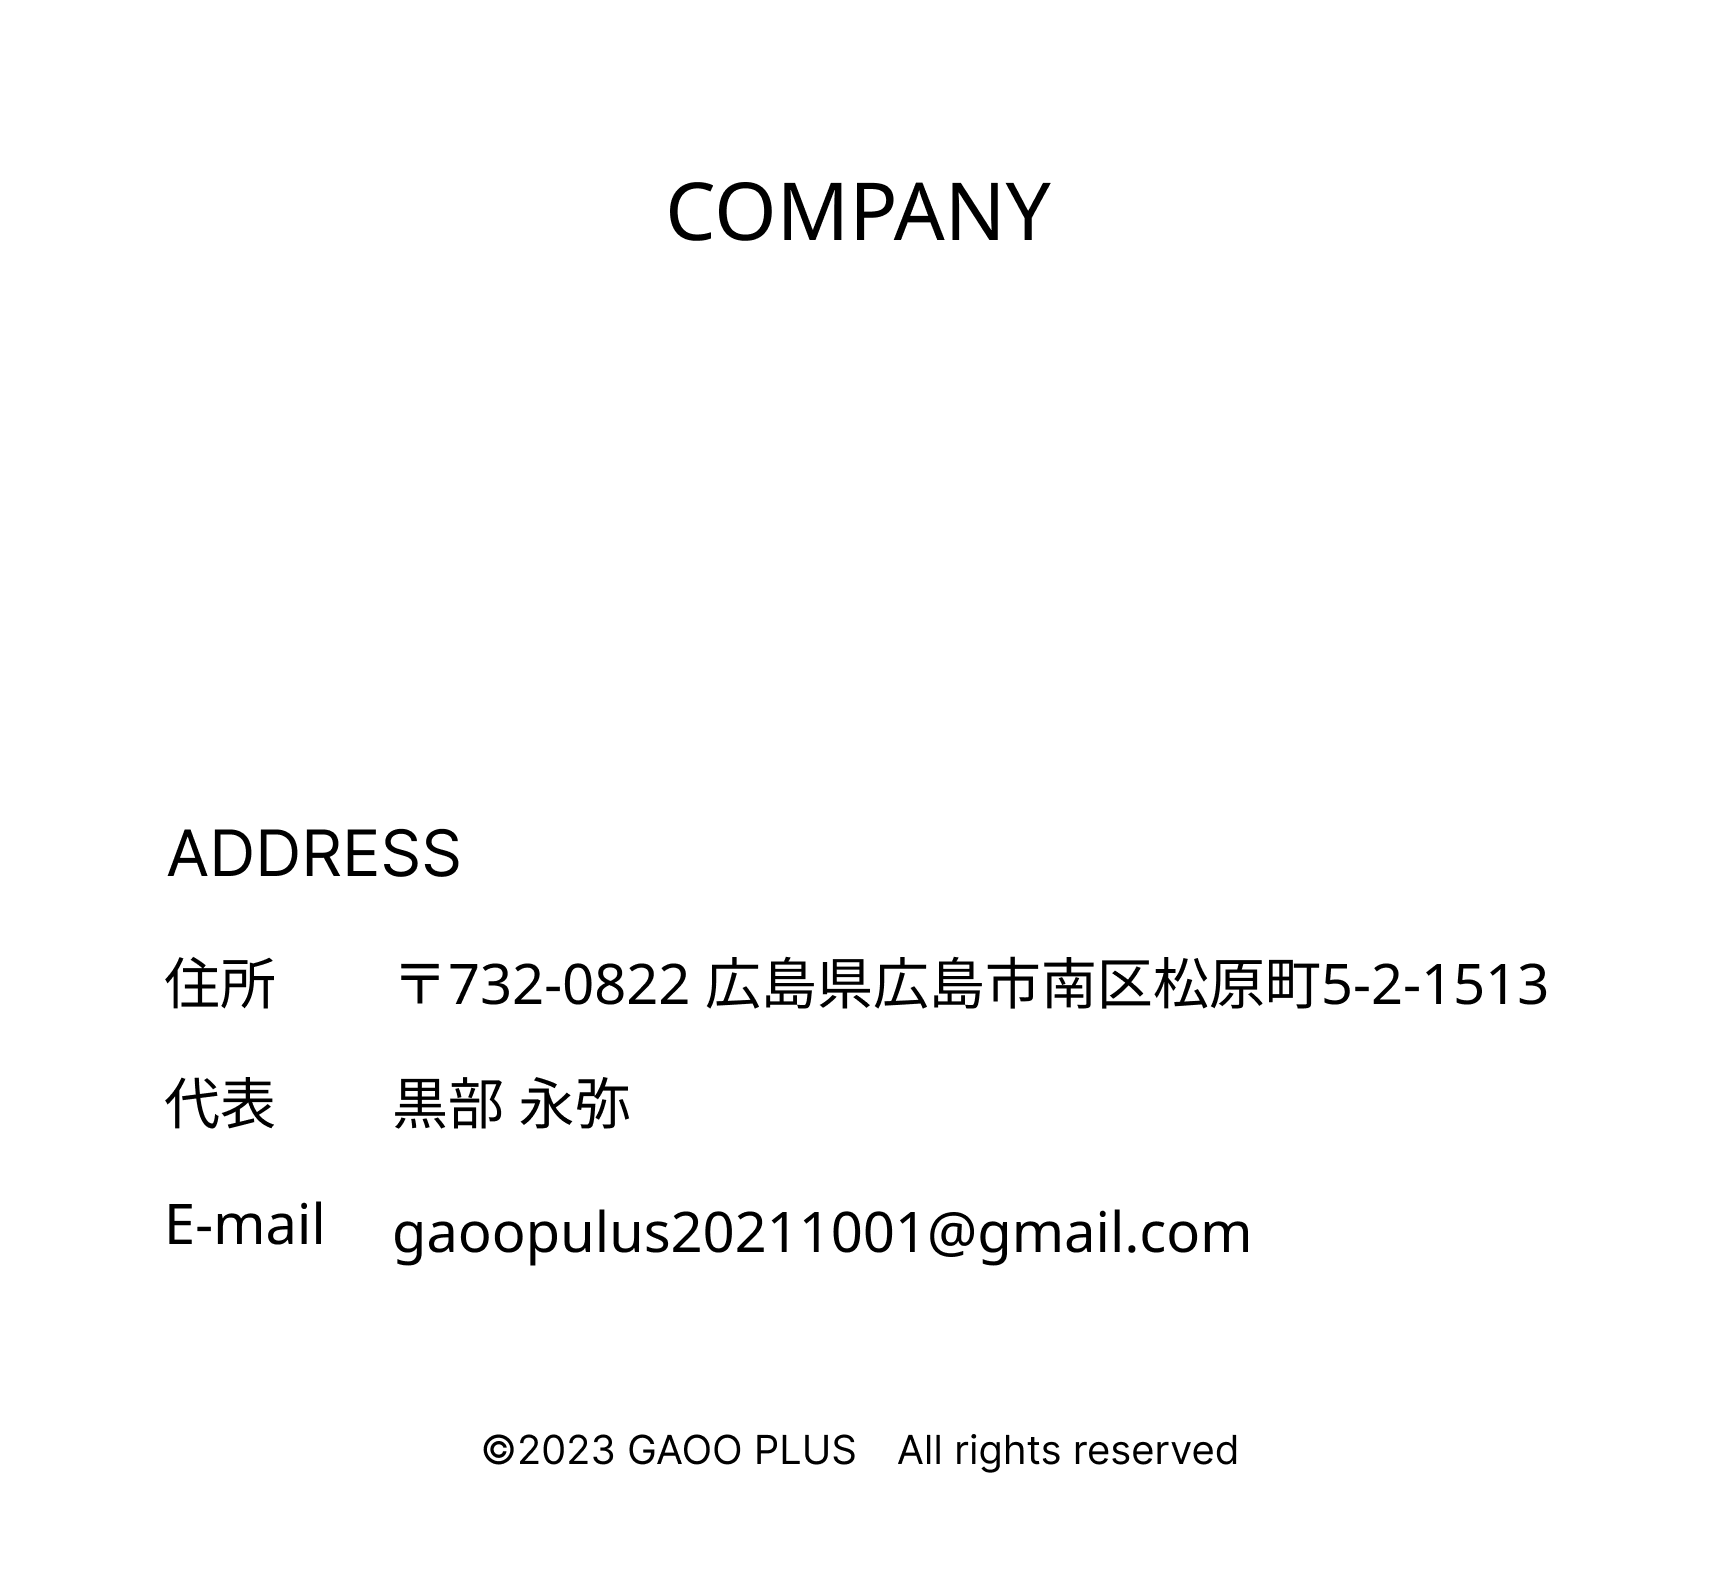 COMPANY
ADDRESS
住所 〒732-0822 広島県広島市南区松原町5-2-1513
代表 黒部 永弥
E-mail gaoopulus20211001@gmail.com
©2023 GAOO PLUS　All rights reserved